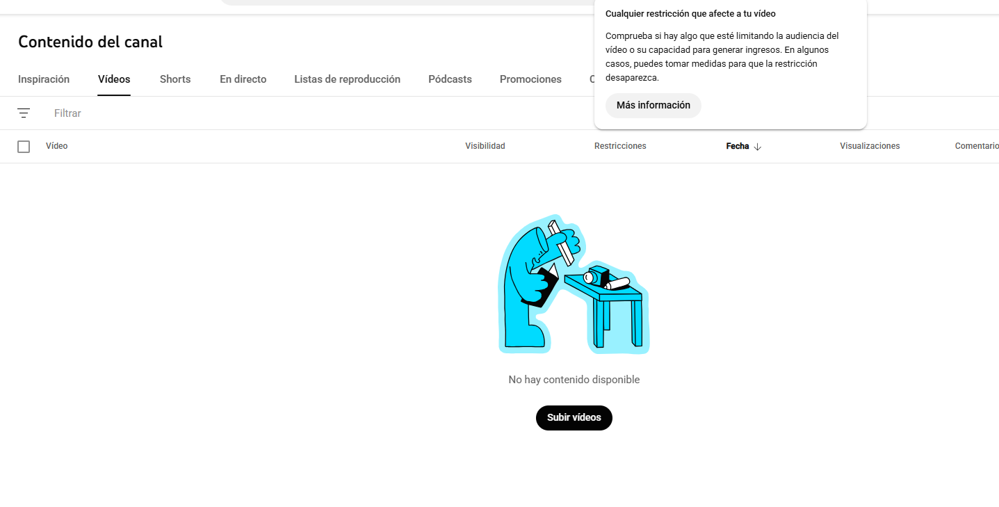 Cualquier restricción que afecte a tu vídeo
Comprueba si hay algo que esté limitando la audiencia del
vídeo o su capacidad para generar ingresos. En algunos
casos, puedes tomar medidas para que la restricción
desaparezca.
Más información
Contenido del canal
Inspiración Vídeos Shorts En directo Listas de reproducción Pódcasts Promociones
Filtrar
Vídeo Visibilidad Restricciones Fecha Visualizaciones Comentario
No hay contenido disponible
Subir vídeos